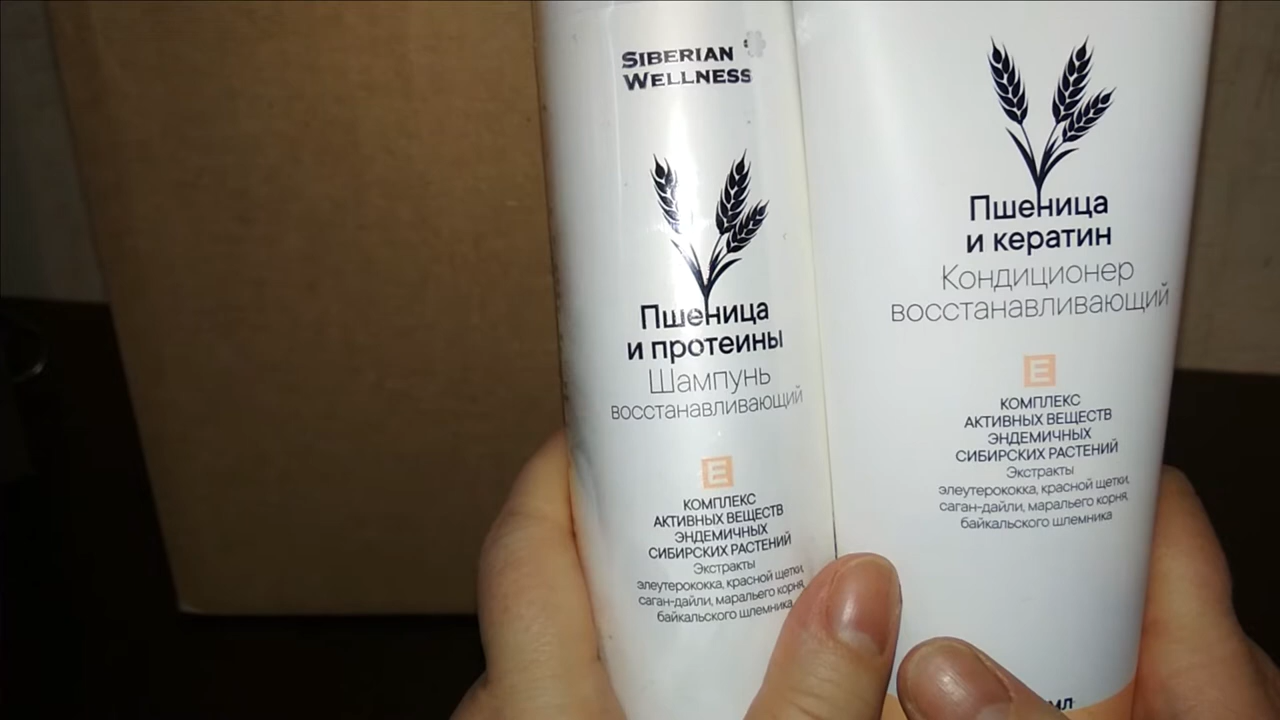 SIBERIAN
WELLNESS
Пшеница
и протеины
Шампунь
восстанавливающий
E
КОМПЛЕКС
АКТИВНЫХ ВЕЩЕСТВ
ЭНДЕМИЧНЫХ
СИБИРСКИХ РАСТЕНИЙ
Экстракты
элеутерококка, красной щетки,
саган-дайли, маральего корня,
байкальского шлемника
Пшеница
и кератин
Кондиционер
восстанавливающий
E
КОМПЛЕКС
АКТИВНЫХ ВЕЩЕСТВ
ЭНДЕМИЧНЫХ
СИБИРСКИХ РАСТЕНИЙ
Экстракты
элеутерококка, красной щетки,
саган-дайли, маральего корня,
байкальского шлемника
мл